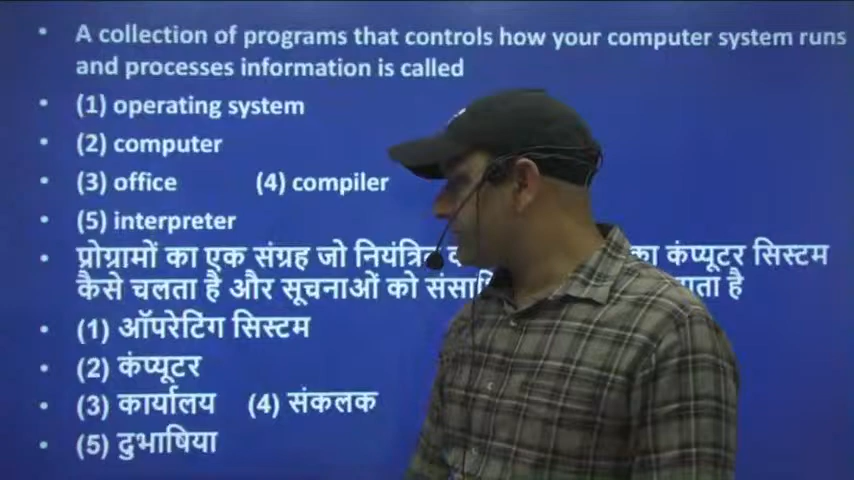 A collection of programs that controls how your computer system runs
and processes information is called
(1) operating system
(2) computer
(3) office (4) compiler
(5) interpreter
प्रोग्रामों का एक संग्रह जो का कंप्यूटर सिस्टम
कैसे चलता है और सूचनाओं को है
(1) ऑपरेटिंग सिस्टम
(2) कंप्यूटर
(3) कार्यालय (4) संकलक
(5) दुभाषिया